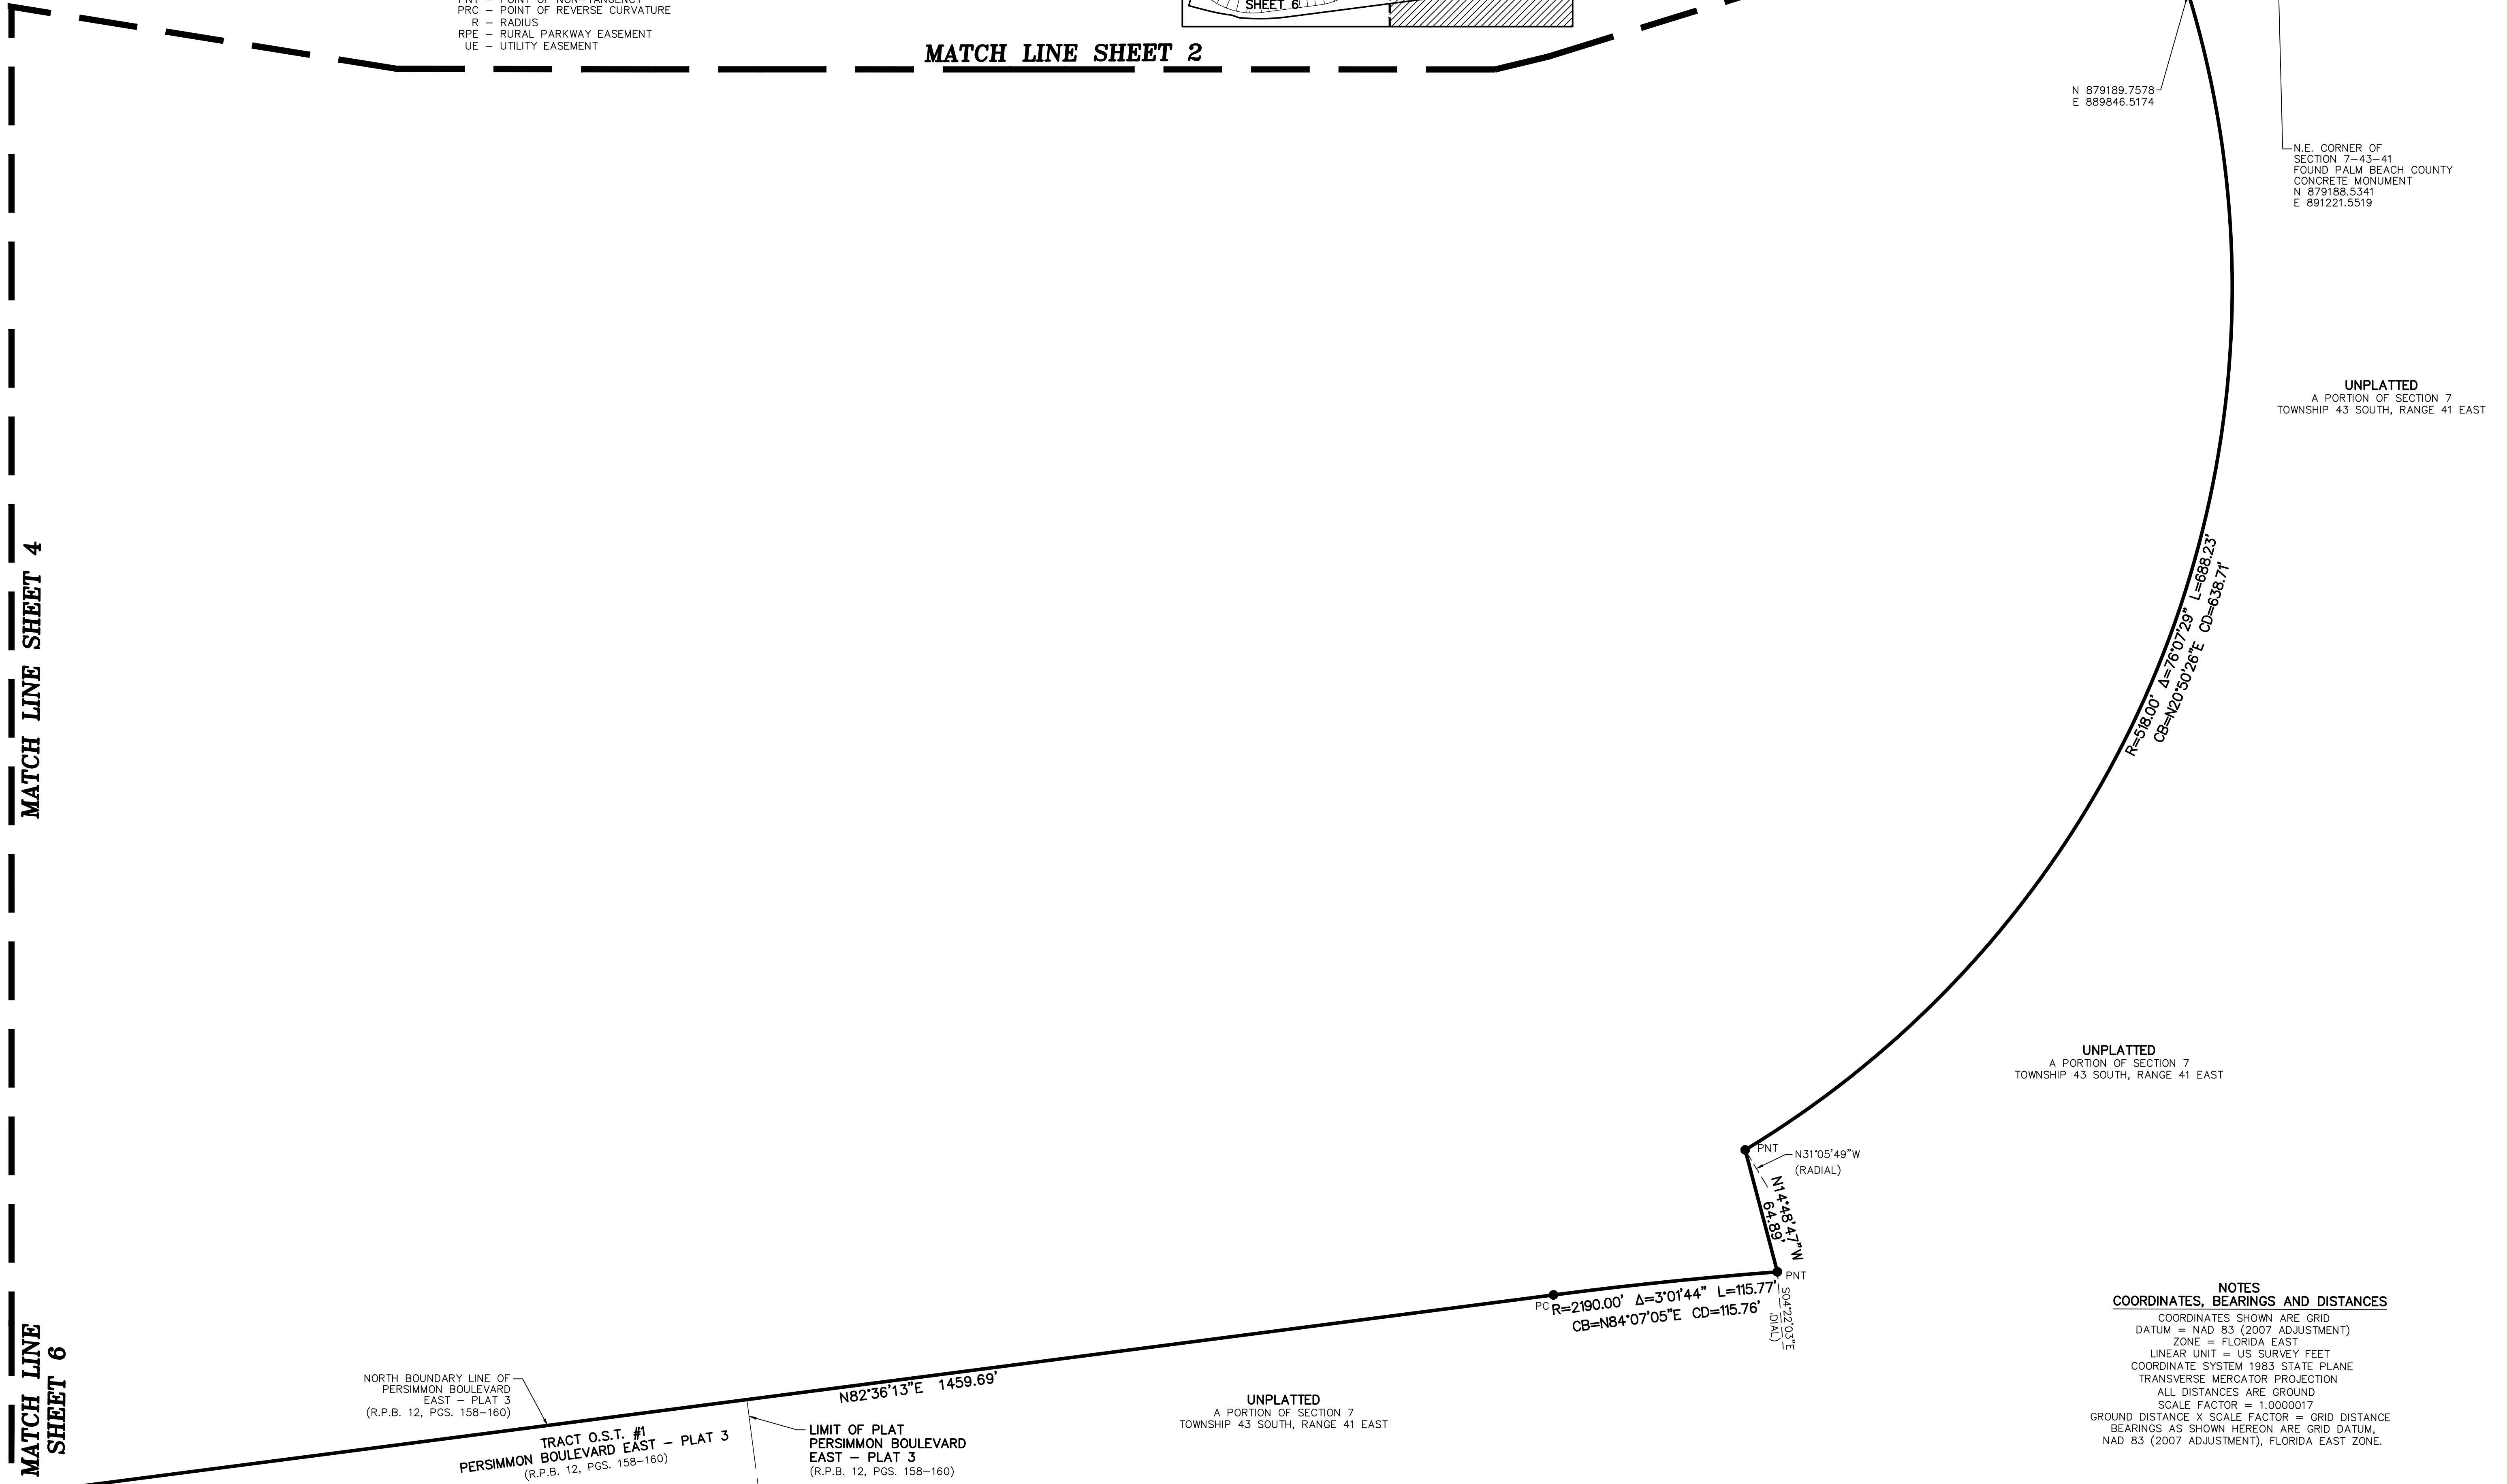 PNT – POINT OF NON-TANGENCY
PRC – POINT OF REVERSE CURVATURE
R – RADIUS
RPE – RURAL PARKWAY EASEMENT
UE – UTILITY EASEMENT
SHEET 6
MATCH LINE SHEET 2
N 879189.7578
E 889846.5174
N.E. CORNER OF
SECTION 7-43-41
FOUND PALM BEACH COUNTY
CONCRETE MONUMENT
N 879188.5341
E 891221.5519
UNPLATTED
A PORTION OF SECTION 7
TOWNSHIP 43 SOUTH, RANGE 41 EAST
MATCH LINE SHEET 4
R=518.00' Δ=76°07'29" L=688.23'
CB=N20°50'26"E CD=638.71'
UNPLATTED
A PORTION OF SECTION 7
TOWNSHIP 43 SOUTH, RANGE 41 EAST
PNT
N31°05'49"W
(RADIAL)
N14°48'47"W
64.89'
PNT
S04°22'03"E
DIAL)
PC
R=2190.00' Δ=3°01'44" L=115.77'
CB=N84°07'05"E CD=115.76'
MATCH LINE
SHEET 6
NORTH BOUNDARY LINE OF
PERSIMMON BOULEVARD
EAST – PLAT 3
(R.P.B. 12, PGS. 158-160)
N82°36'13"E 1459.69'
TRACT O.S.T. #1
PERSIMMON BOULEVARD EAST – PLAT 3
(R.P.B. 12, PGS. 158-160)
LIMIT OF PLAT
PERSIMMON BOULEVARD
EAST – PLAT 3
(R.P.B. 12, PGS. 158-160)
UNPLATTED
A PORTION OF SECTION 7
TOWNSHIP 43 SOUTH, RANGE 41 EAST
NOTES
COORDINATES, BEARINGS AND DISTANCES
COORDINATES SHOWN ARE GRID
DATUM = NAD 83 (2007 ADJUSTMENT)
ZONE = FLORIDA EAST
LINEAR UNIT = US SURVEY FEET
COORDINATE SYSTEM 1983 STATE PLANE
TRANSVERSE MERCATOR PROJECTION
ALL DISTANCES ARE GROUND
SCALE FACTOR = 1.0000017
GROUND DISTANCE X SCALE FACTOR = GRID DISTANCE
BEARINGS AS SHOWN HEREON ARE GRID DATUM,
NAD 83 (2007 ADJUSTMENT), FLORIDA EAST ZONE.